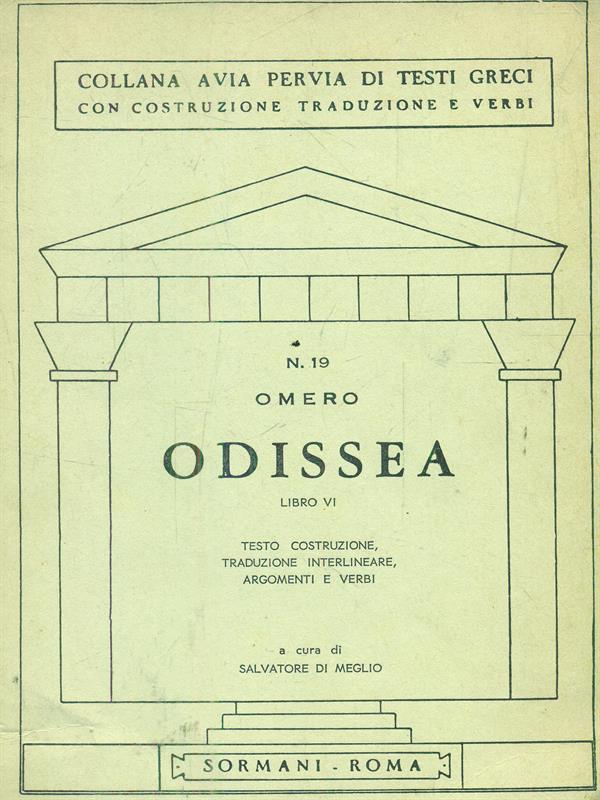 COLLANA AVIA PERVIA DI TESTI GRECI
CON COSTRUZIONE TRADUZIONE E VERBI
N. 19
OMERO
ODISSEA
LIBRO VI
TESTO COSTRUZIONE,
TRADUZIONE INTERLINEARE,
ARGOMENTI E VERBI
a cura di
SALVATORE DI MEGLIO
SORMANI - ROMA